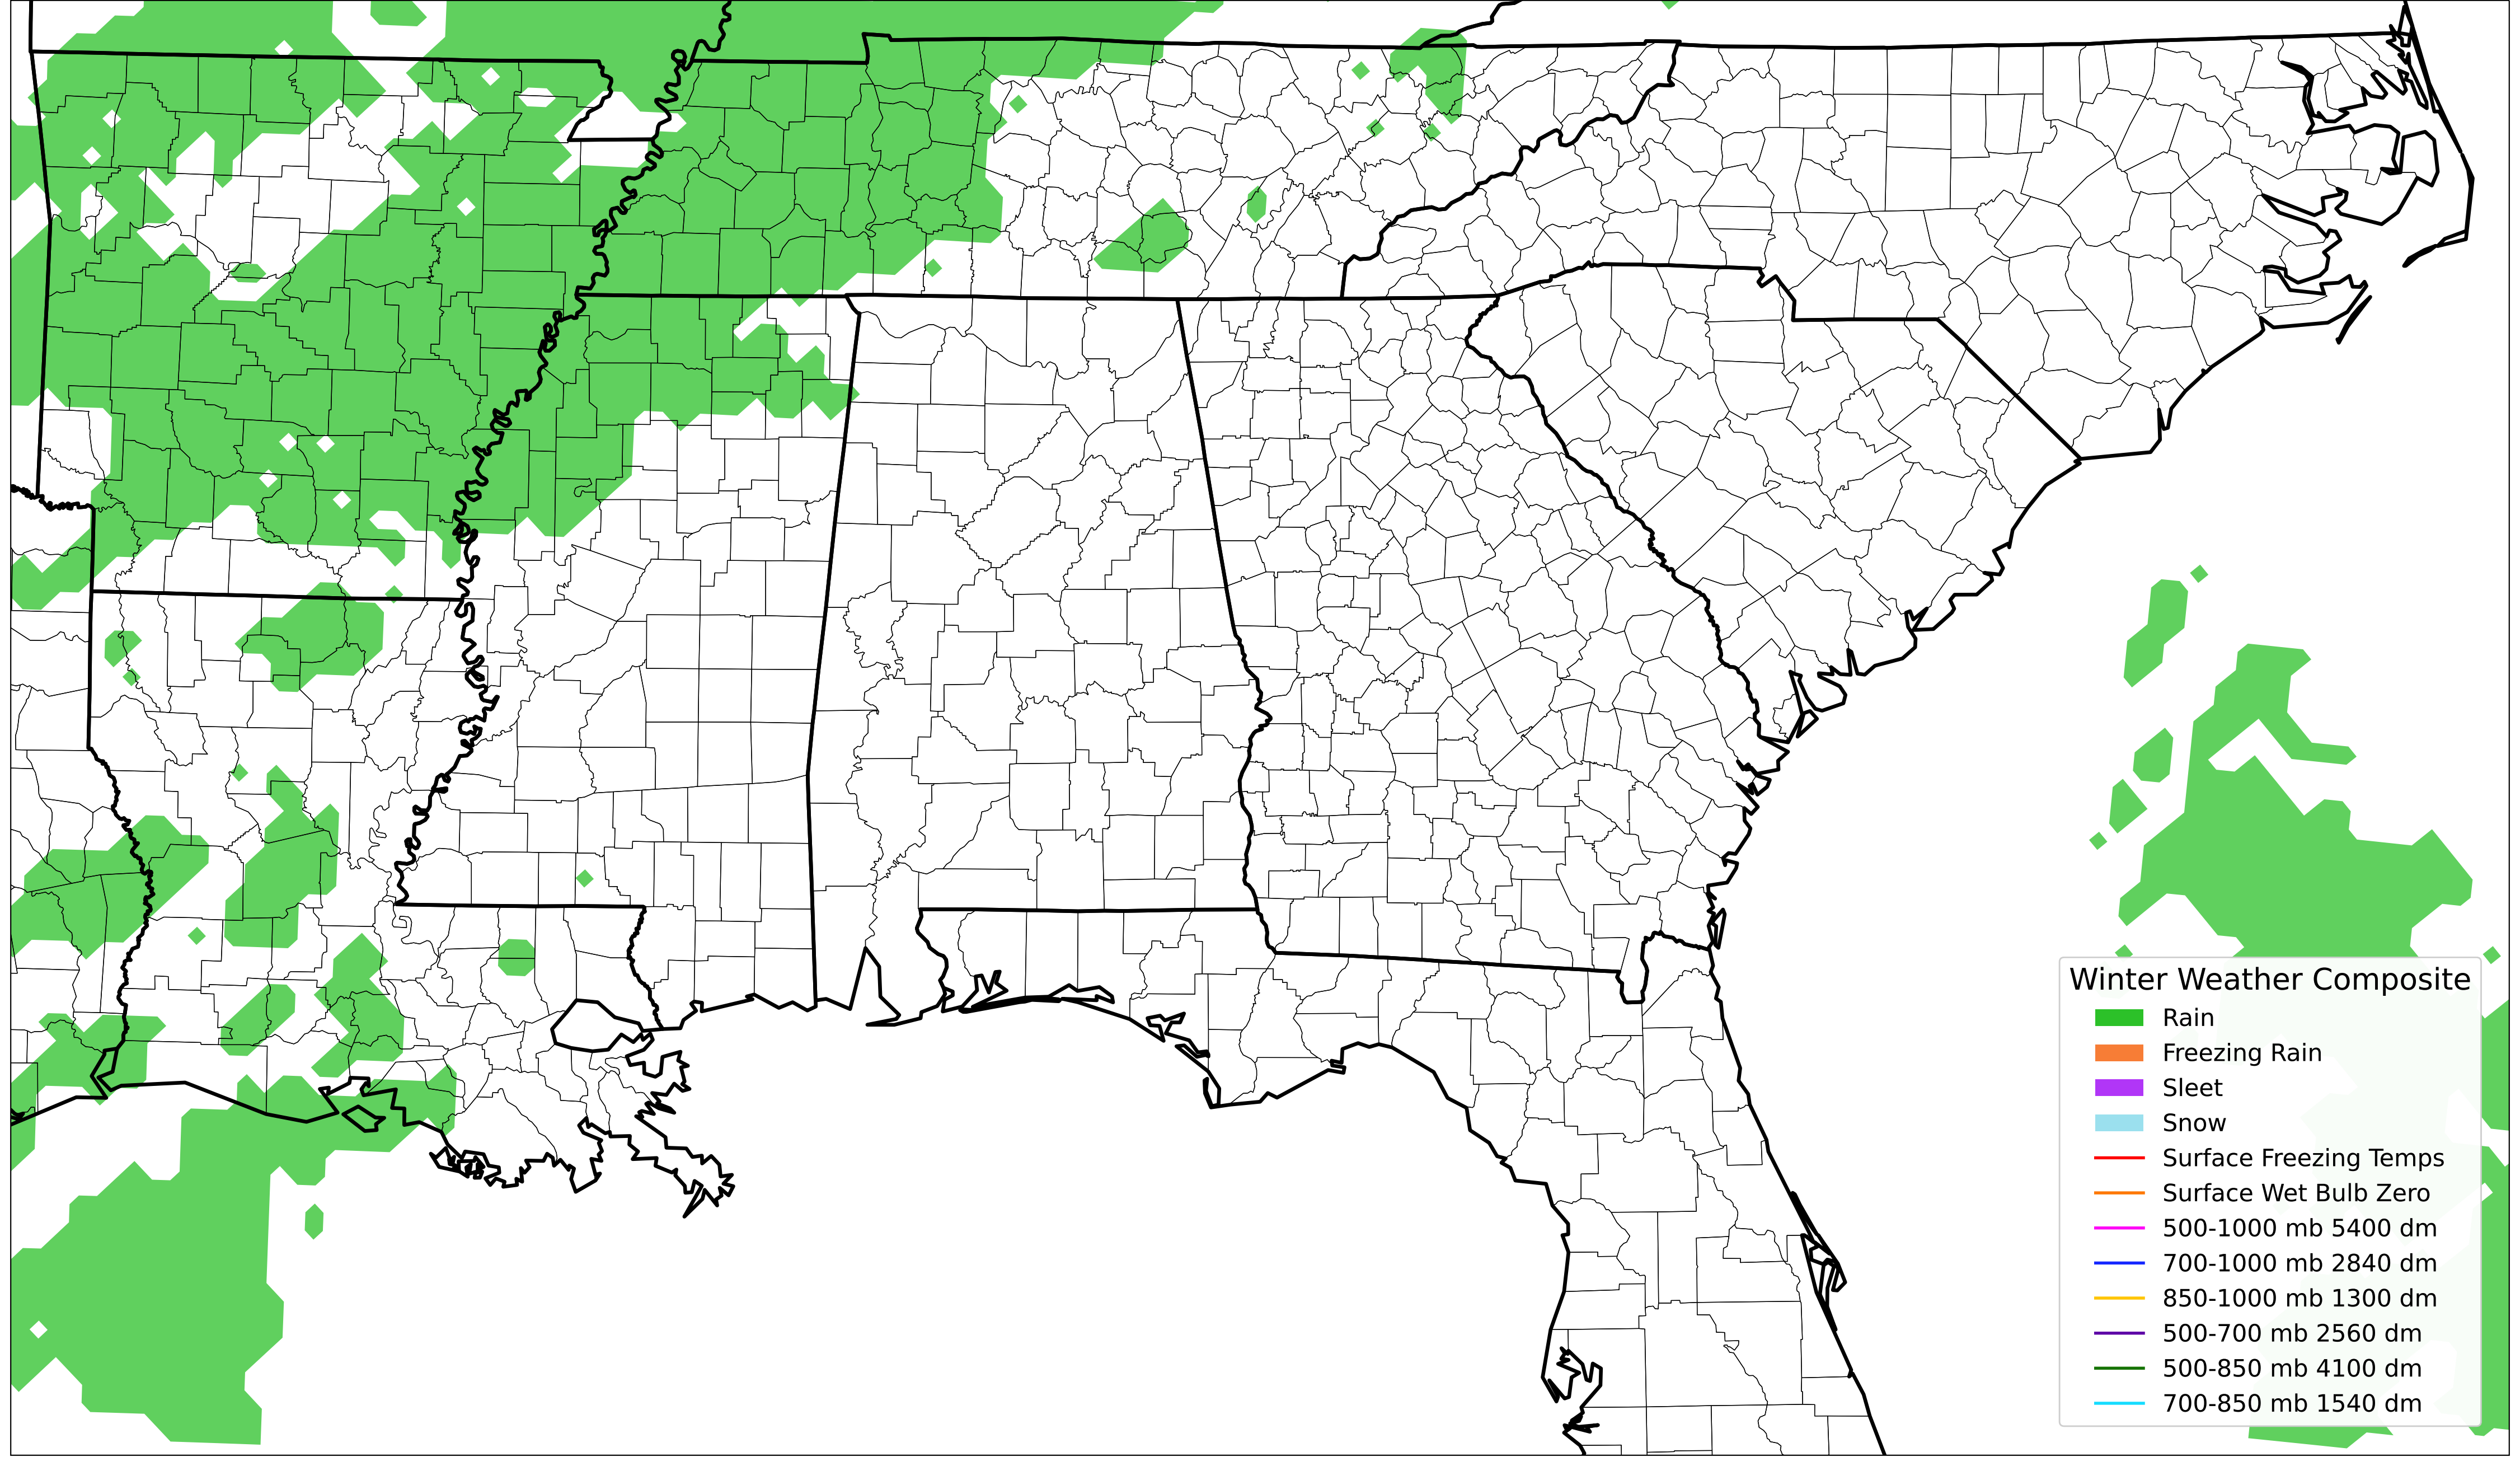 Winter Weather Composite
Rain
Freezing Rain
Sleet
Snow
Surface Freezing Temps
Surface Wet Bulb Zero
500-1000 mb 5400 dm
700-1000 mb 2840 dm
850-1000 mb 1300 dm
500-700 mb 2560 dm
500-850 mb 4100 dm
700-850 mb 1540 dm